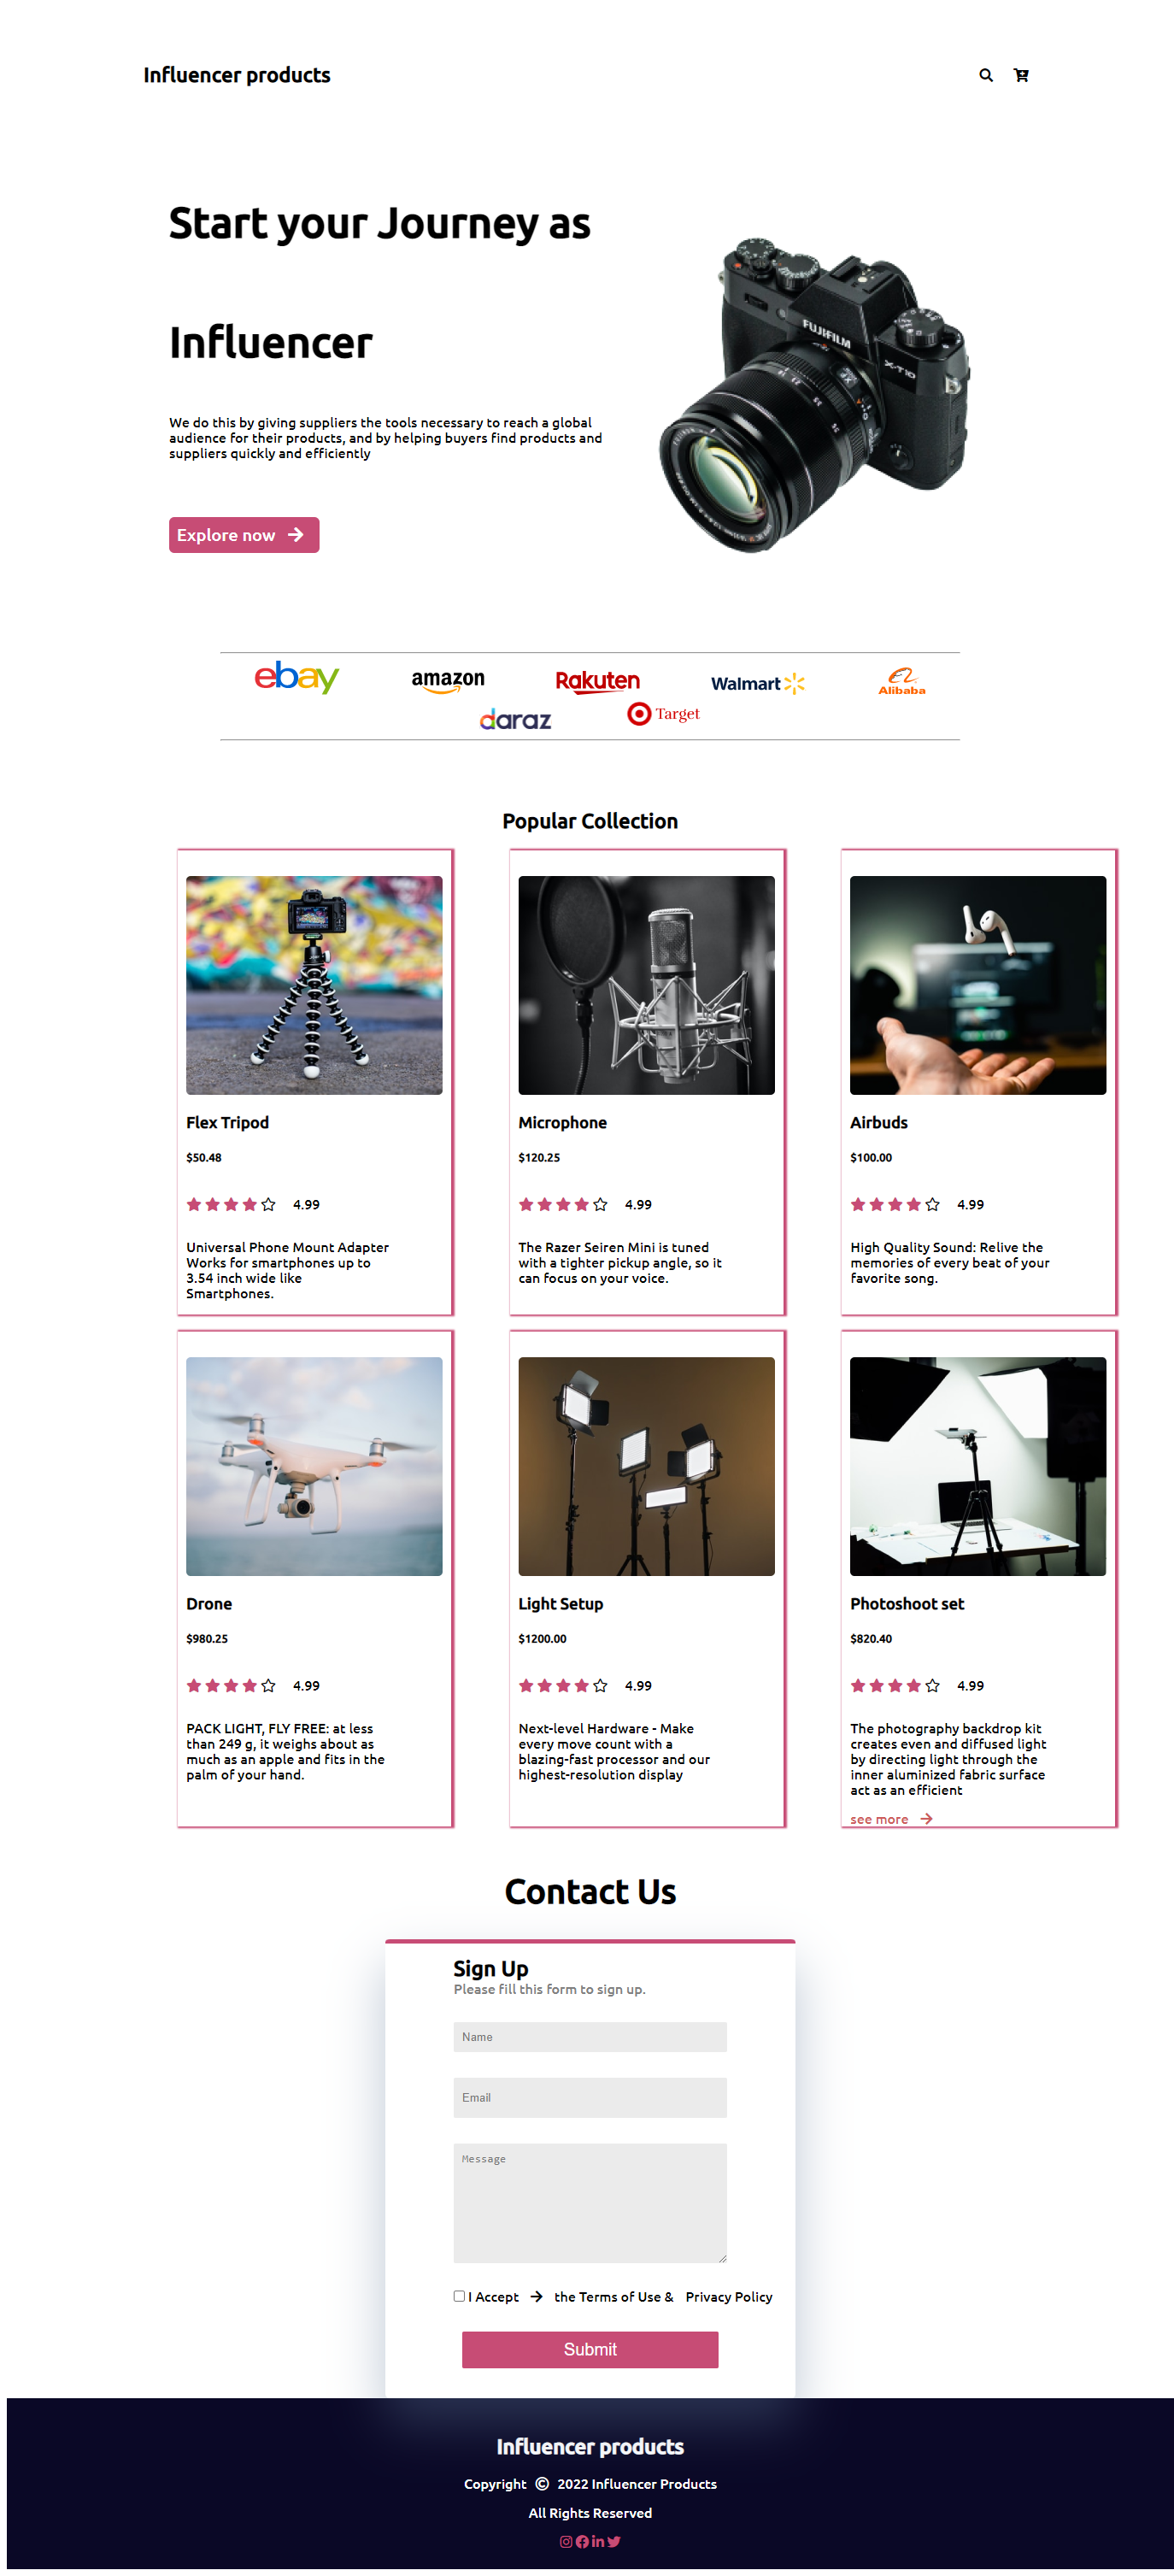 Influencer products
Start your Journey as
Influencer
We do this by giving suppliers the tools necessary to reach a global
audience for their products, and by helping buyers find products and
suppliers quickly and efficiently
Explore now
FUJIFILM
X-T10
XF
ebay
amazon
Rakuten
Walmart
Alibaba
daraz
Target
Popular Collection
Flex Tripod
$50.48
4.99
Universal Phone Mount Adapter
Works for smartphones up to
3.54 inch wide like
Smartphones.
Microphone
$120.25
4.99
The Razer Seiren Mini is tuned
with a tighter pickup angle, so it
can focus on your voice.
Airbuds
$100.00
4.99
High Quality Sound: Relive the
memories of every beat of your
favorite song.
Drone
$980.25
4.99
PACK LIGHT, FLY FREE: at less
than 249 g, it weighs about as
much as an apple and fits in the
palm of your hand.
Light Setup
$1200.00
4.99
Next-level Hardware - Make
every move count with a
blazing-fast processor and our
highest-resolution display
Photoshoot set
$820.40
4.99
The photography backdrop kit
creates even and diffused light
by directing light through the
inner aluminized fabric surface
act as an efficient
see more
Contact Us
Sign Up
Please fill this form to sign up.
Name
Email
Message
I Accept the Terms of Use & Privacy Policy
Submit
Influencer products
Copyright © 2022 Influencer Products
All Rights Reserved